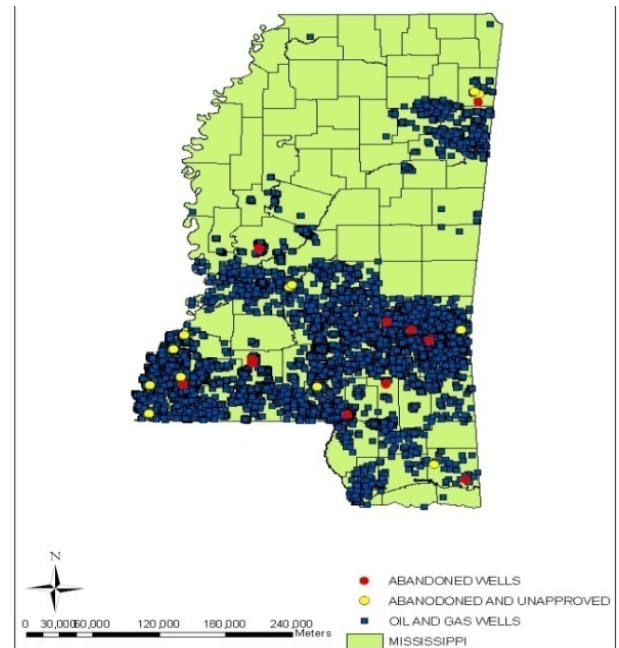 N
0 30,000 60,000 120,000 180,000 240,000 Meters
ABANDONED WELLS
ABANODONED AND UNAPPROVED
OIL AND GAS WELLS
MISSISSIPPI